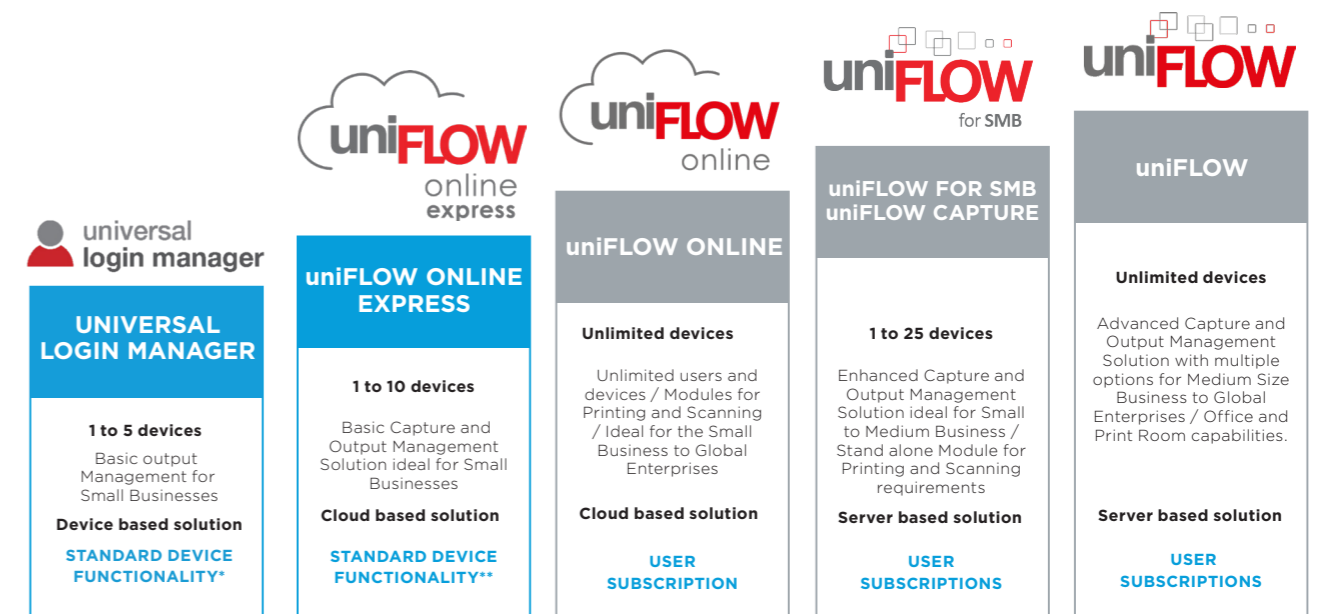 universal
login manager
UNIVERSAL
LOGIN MANAGER
1 to 5 devices
Basic output
Management for
Small Businesses
Device based solution
STANDARD DEVICE
FUNCTIONALITY*
uniFLOW
online
express
uniFLOW ONLINE
EXPRESS
1 to 10 devices
Basic Capture and
Output Management
Solution ideal for Small
Businesses
Cloud based solution
STANDARD DEVICE
FUNCTIONALITY**
uniFLOW
online
uniFLOW ONLINE
Unlimited devices
Unlimited users and
devices / Modules for
Printing and Scanning
/ Ideal for the Small
Business to Global
Enterprises
Cloud based solution
USER
SUBSCRIPTION
uniFLOW
for SMB
uniFLOW FOR SMB
uniFLOW CAPTURE
1 to 25 devices
Enhanced Capture and
Output Management
Solution ideal for Small
to Medium Business /
Stand alone Module for
Printing and Scanning
requirements
Server based solution
USER
SUBSCRIPTIONS
uniFLOW
uniFLOW
Unlimited devices
Advanced Capture and
Output Management
Solution with multiple
options for Medium Size
Business to Global
Enterprises / Office and
Print Room capabilities.
Server based solution
USER
SUBSCRIPTIONS